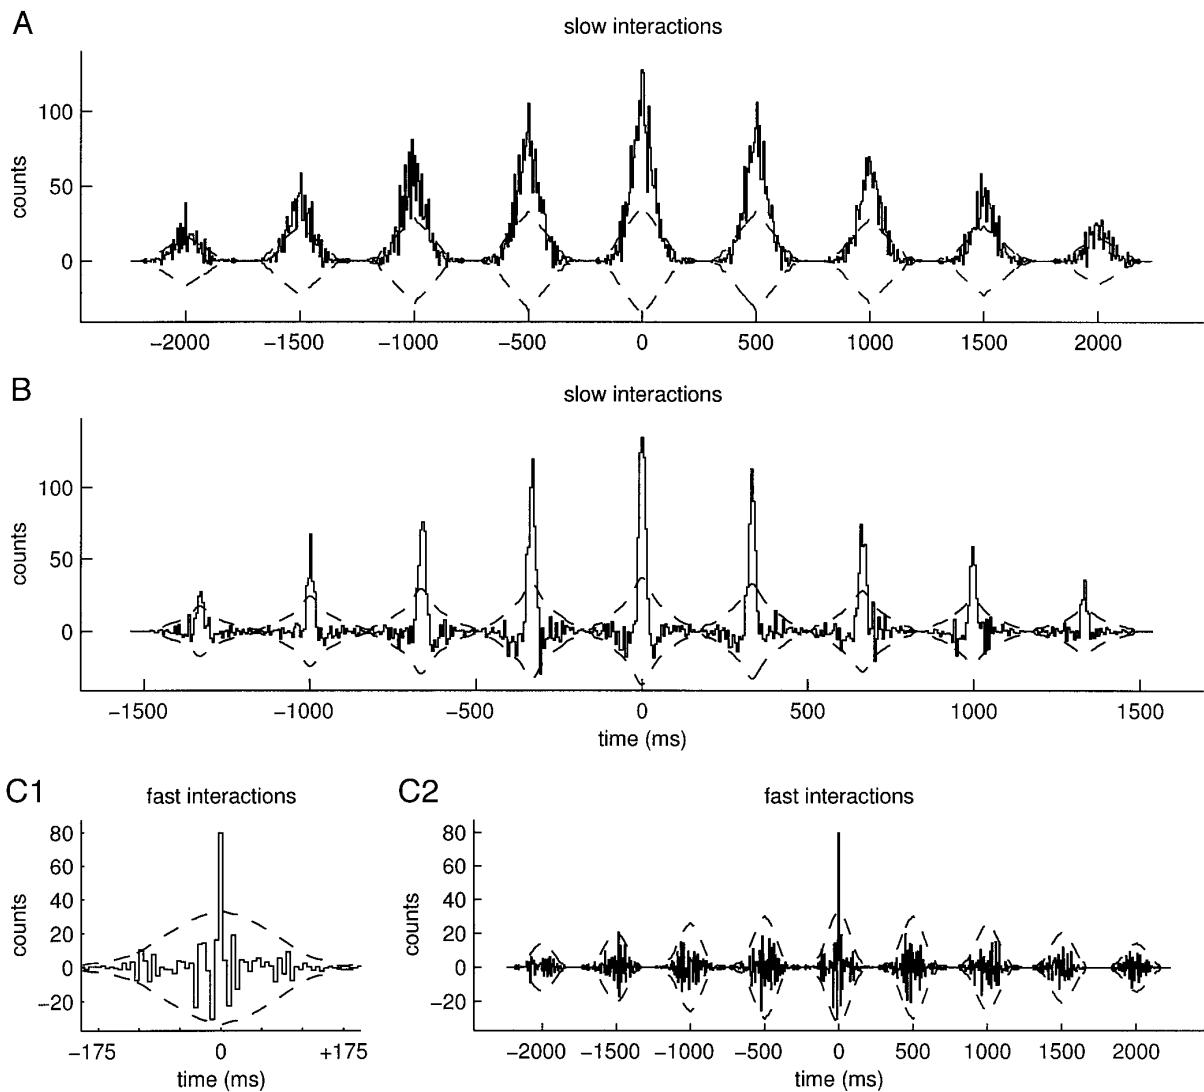 A
slow interactions
counts
100
50
0
−2000 −1500 −1000 −500 0 500 1000 1500 2000
B
slow interactions
counts
100
50
0
−1500 −1000 −500 0 500 1000 1500
time (ms)
C1
fast interactions
counts
80
60
40
20
0
−20
−175 0 +175
time (ms)
C2
fast interactions
counts
80
60
40
20
0
−20
−2000 −1500 −1000 −500 0 500 1000 1500 2000
time (ms)